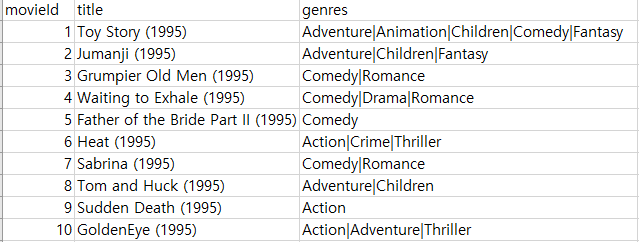 movieId title genres
1 Toy Story (1995) Adventure|Animation|Children|Comedy|Fantasy
2 Jumanji (1995) Adventure|Children|Fantasy
3 Grumpier Old Men (1995) Comedy|Romance
4 Waiting to Exhale (1995) Comedy|Drama|Romance
5 Father of the Bride Part II (1995) Comedy
6 Heat (1995) Action|Crime|Thriller
7 Sabrina (1995) Comedy|Romance
8 Tom and Huck (1995) Adventure|Children
9 Sudden Death (1995) Action
10 GoldenEye (1995) Action|Adventure|Thriller